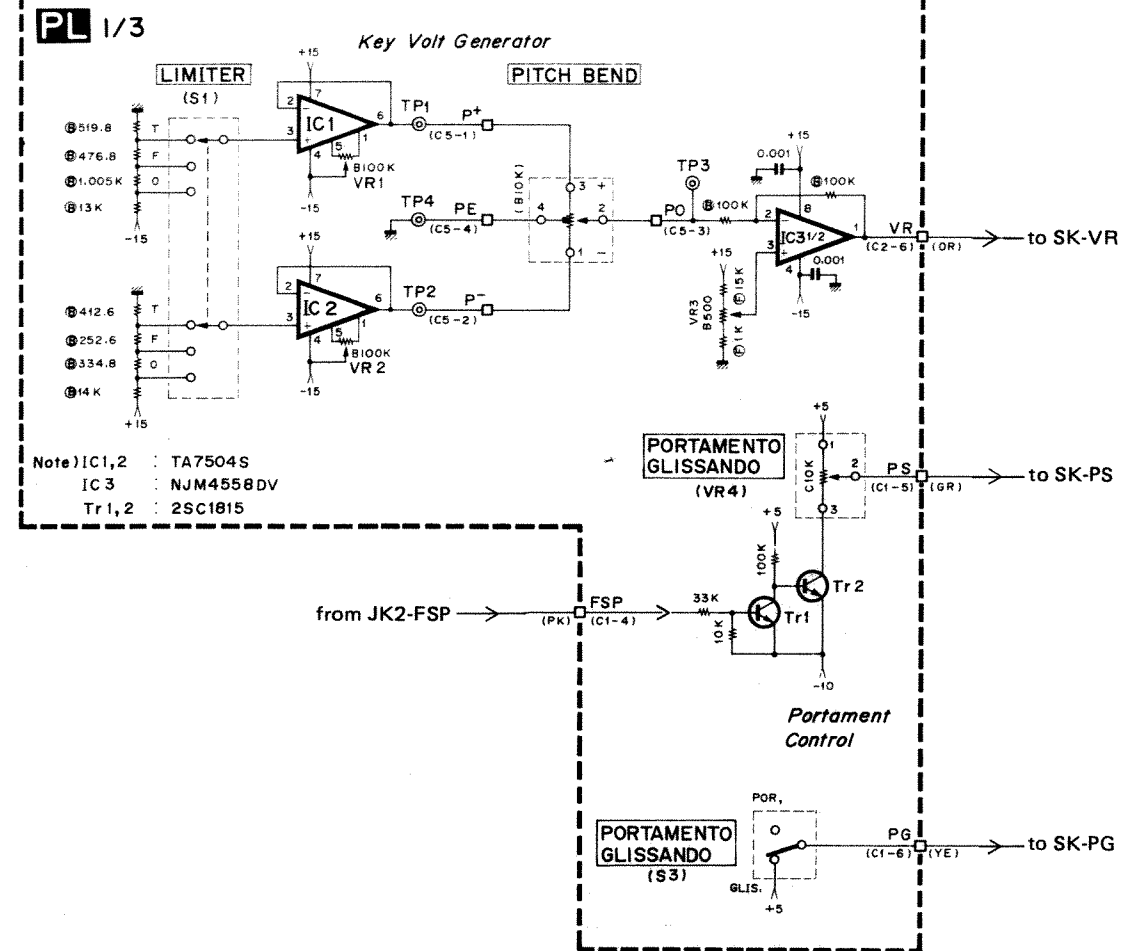 PL 1/3
Key Volt Generator
LIMITER
(S1)
PITCH BEND
+15
Ⓑ519.8
T
Ⓑ476.8
F
Ⓑ1.005K
O
Ⓑ13K
-15
2
7
6
3
IC1
4
5
1
B100K
VR1
-15
TP1
P+
(C5-1)
TP4
PE
(C5-4)
(B10K)
3 +
4
2
1 -
TP3
PO
(C5-3)
Ⓑ100K
+15
0.001
Ⓑ100K
2
8
IC3 1/2
1
3
4
0.001
-15
VR
(C2-6)
(OR)
to SK-VR
+15
Ⓕ15K
VR3
B500
Ⓕ1K
+15
Ⓑ412.6
T
Ⓑ252.6
F
Ⓑ334.8
O
Ⓑ14K
+15
2
7
6
3
IC2
4
5
1
B100K
VR2
-15
TP2
P-
(C5-2)
Note) IC1,2 : TA7504S
IC3 : NJM4558DV
Tr1,2 : 2SC1815
PORTAMENTO
GLISSANDO
(VR4)
+5
1
C10K
2
3
PS
(C1-5)
(GR)
to SK-PS
+5
100K
Tr2
from JK2-FSP
(PK)
FSP
(C1-4)
33K
10K
Tr1
-10
Portament
Control
PORTAMENTO
GLISSANDO
(S3)
POR,
GLIS.
+5
PG
(C1-6)
(YE)
to SK-PG